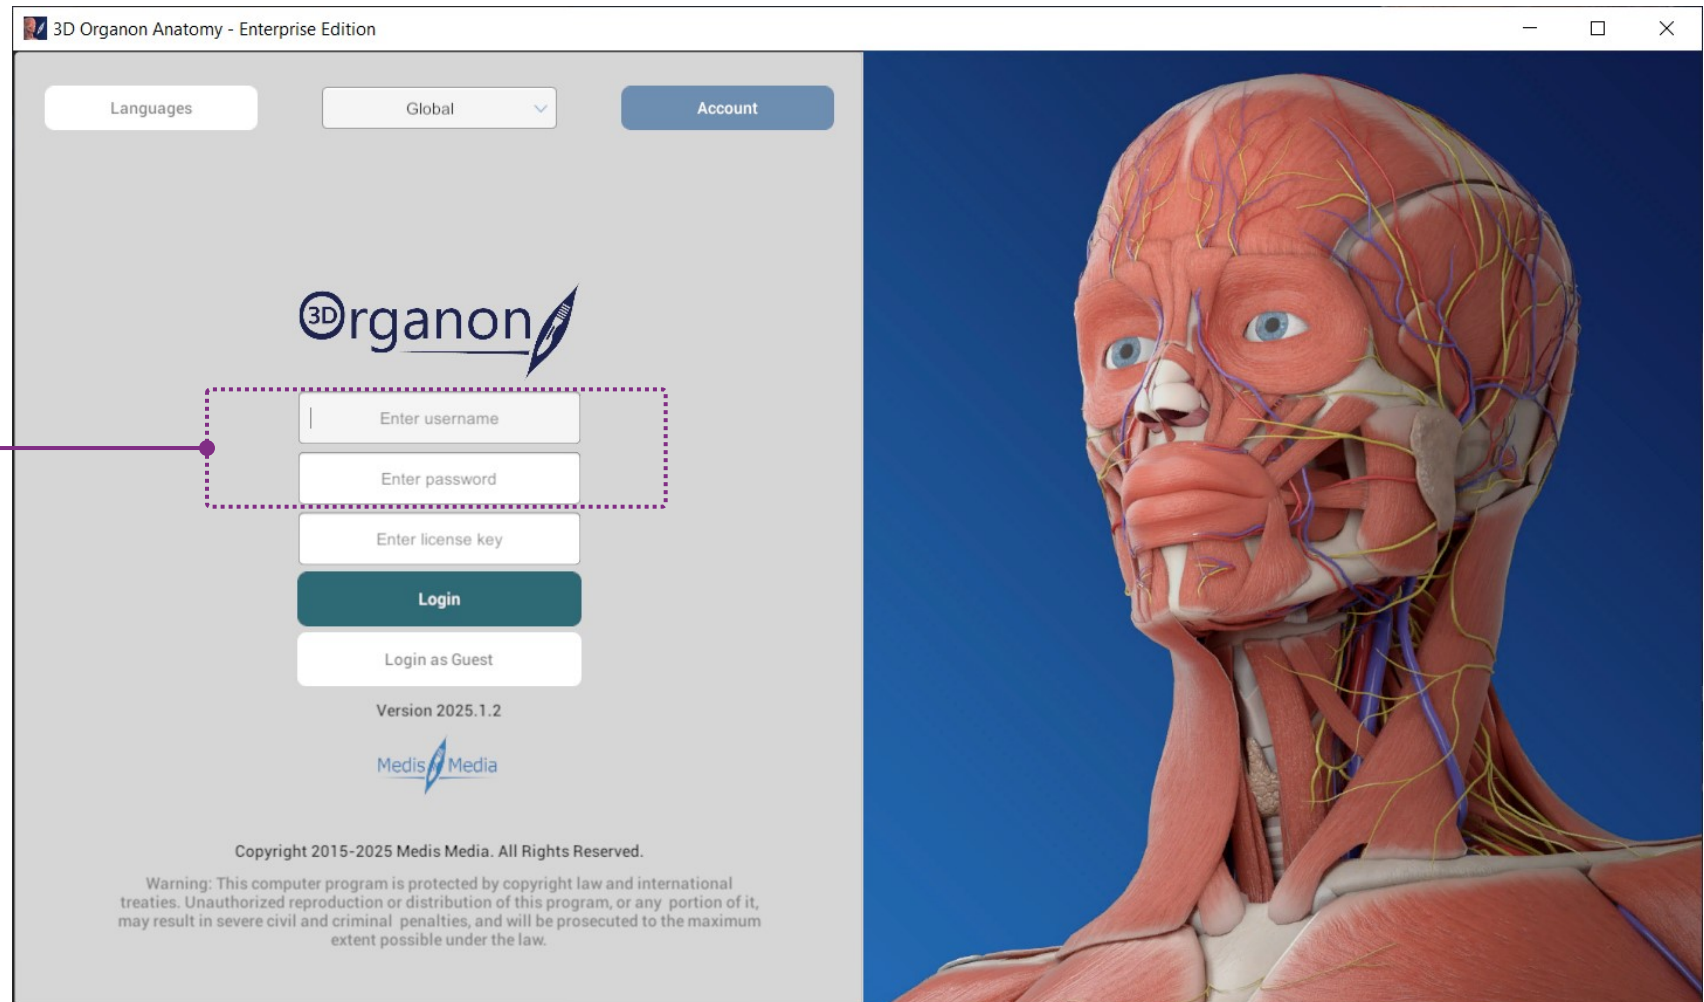 3D Organon Anatomy - Enterprise Edition
Languages
Global
Account
3D Organon
Enter username
Enter password
Enter license key
Login
Login as Guest
Version 2025.1.2
Medis Media
Copyright 2015-2025 Medis Media. All Rights Reserved.
Warning: This computer program is protected by copyright law and international
treaties. Unauthorized reproduction or distribution of this program, or any portion of it,
may result in severe civil and criminal penalties, and will be prosecuted to the maximum
extent possible under the law.